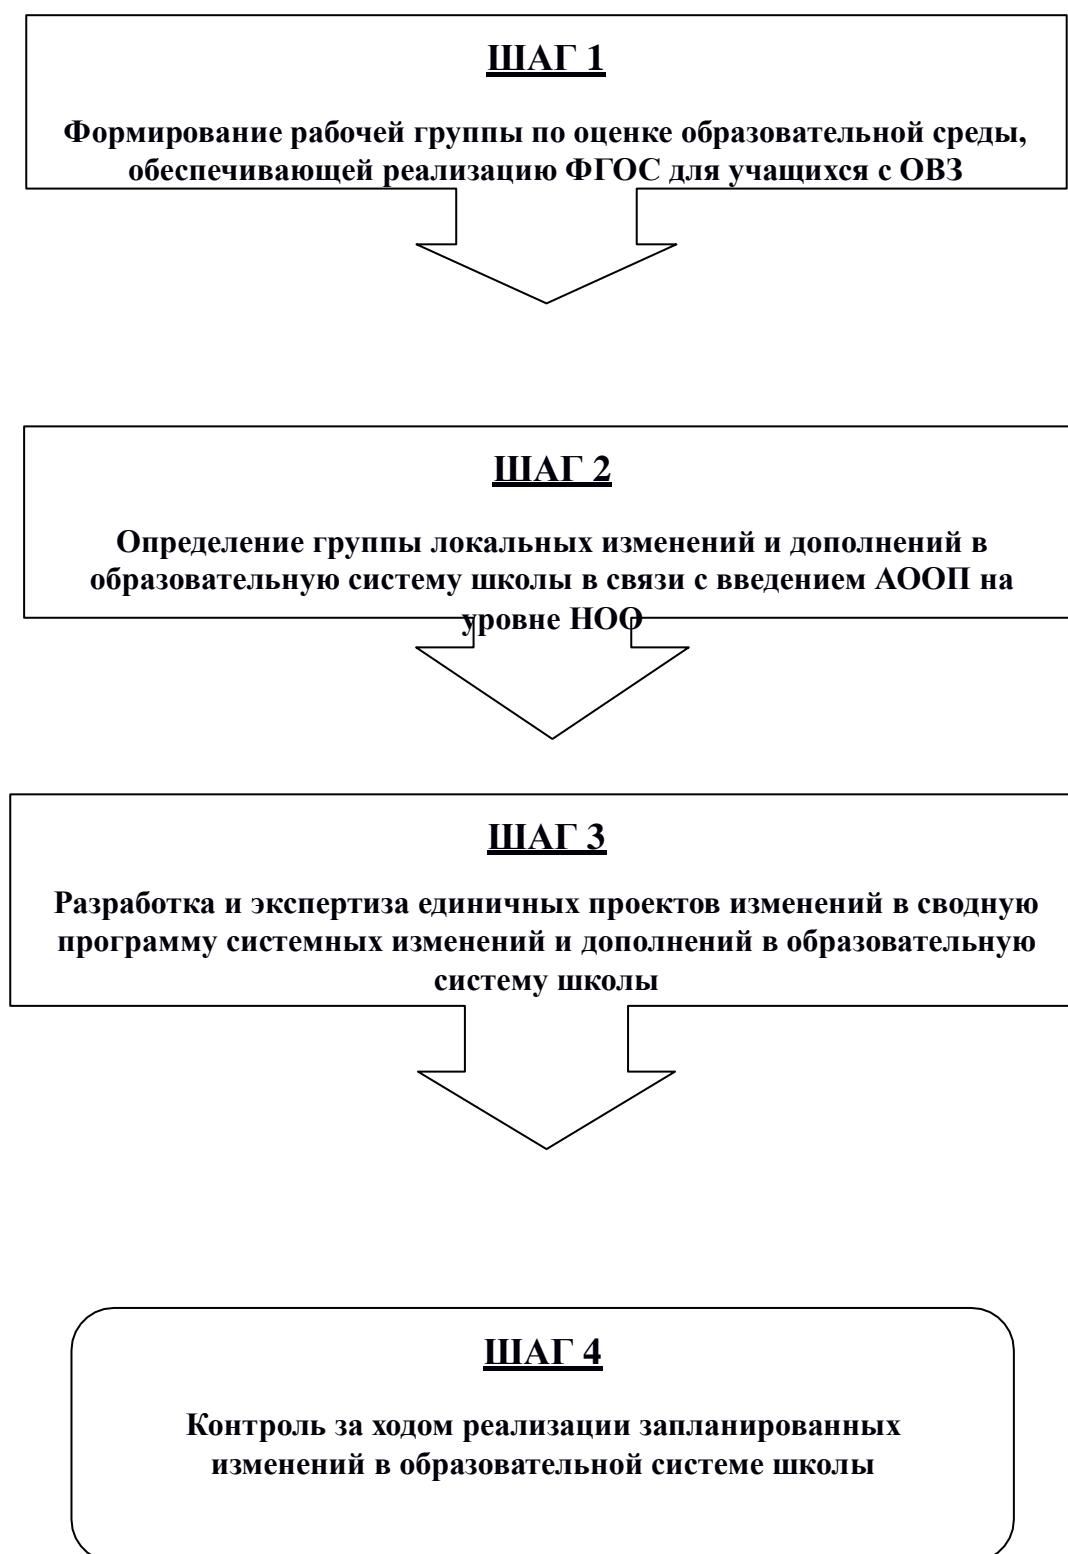 ШАГ 1
Формирование рабочей группы по оценке образовательной среды,
обеспечивающей реализацию ФГОС для учащихся с ОВЗ
ШАГ 2
Определение группы локальных изменений и дополнений в
образовательную систему школы в связи с введением АООП на
уровне НОО
ШАГ 3
Разработка и экспертиза единичных проектов изменений в сводную
программу системных изменений и дополнений в образовательную
систему школы
ШАГ 4
Контроль за ходом реализации запланированных
изменений в образовательной системе школы